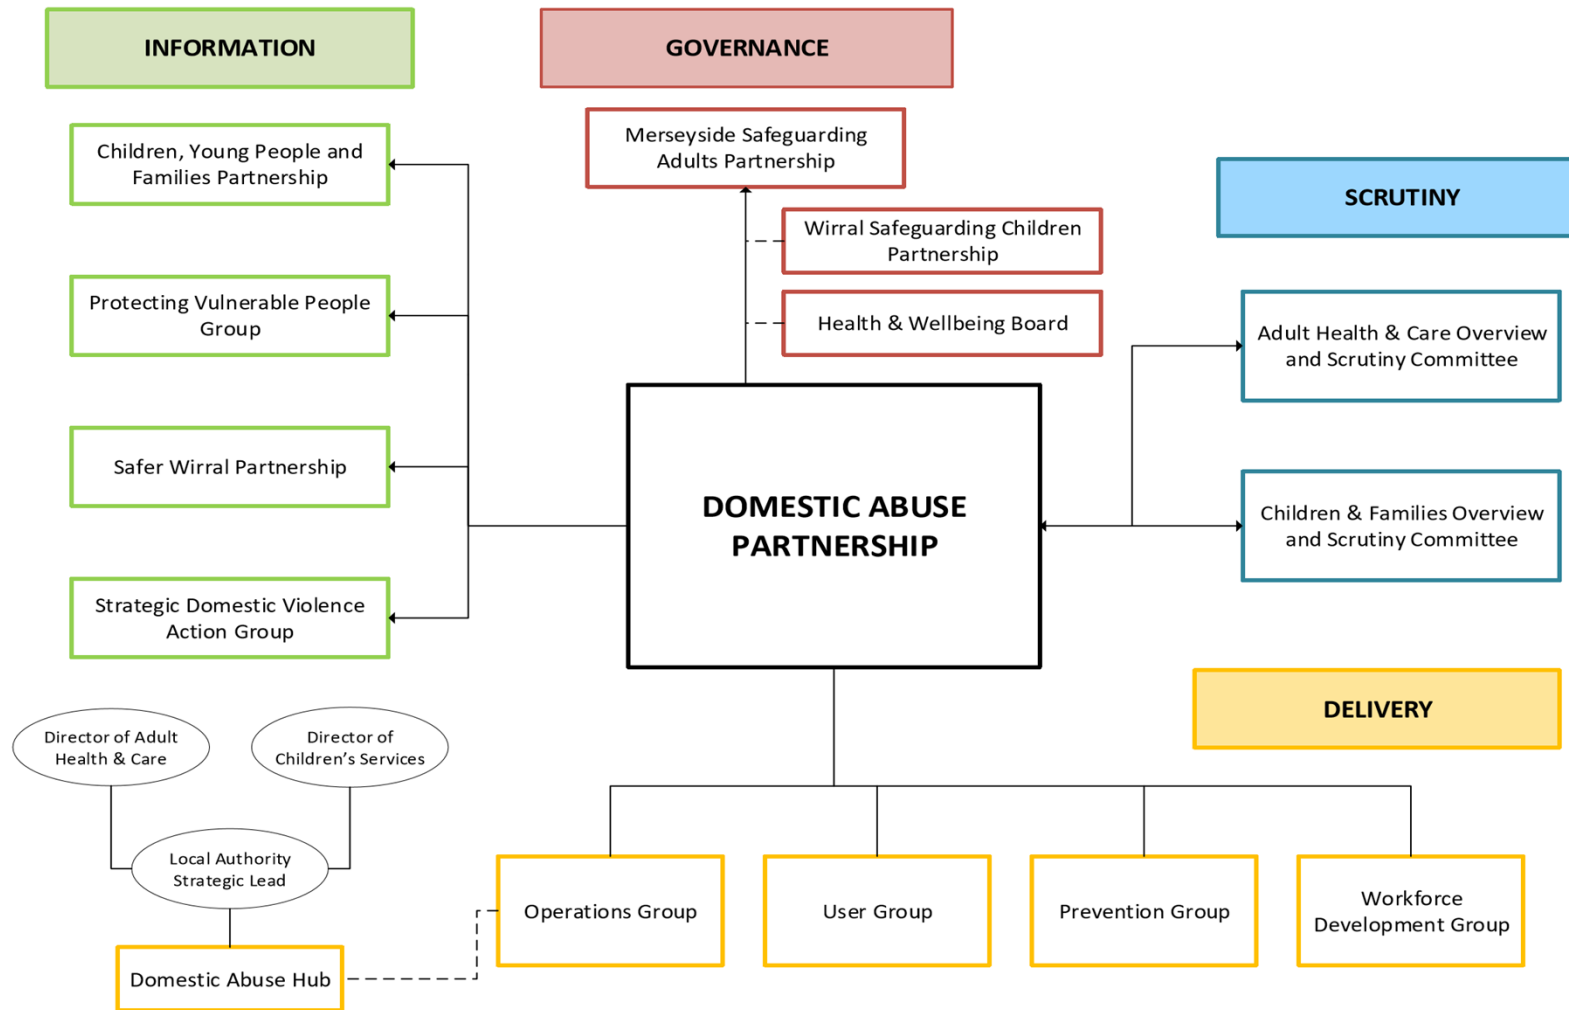 INFORMATION
GOVERNANCE
Children, Young People and
Families Partnership
Merseyside Safeguarding
Adults Partnership
SCRUTINY
Wirral Safeguarding Children
Partnership
Protecting Vulnerable People
Group
Health & Wellbeing Board
Adult Health & Care Overview
and Scrutiny Committee
Safer Wirral Partnership
DOMESTIC ABUSE
PARTNERSHIP
Children & Families Overview
and Scrutiny Committee
Strategic Domestic Violence
Action Group
DELIVERY
Director of Adult
Health & Care
Director of
Children’s Services
Local Authority
Strategic Lead
Operations Group
User Group
Prevention Group
Workforce
Development Group
Domestic Abuse Hub